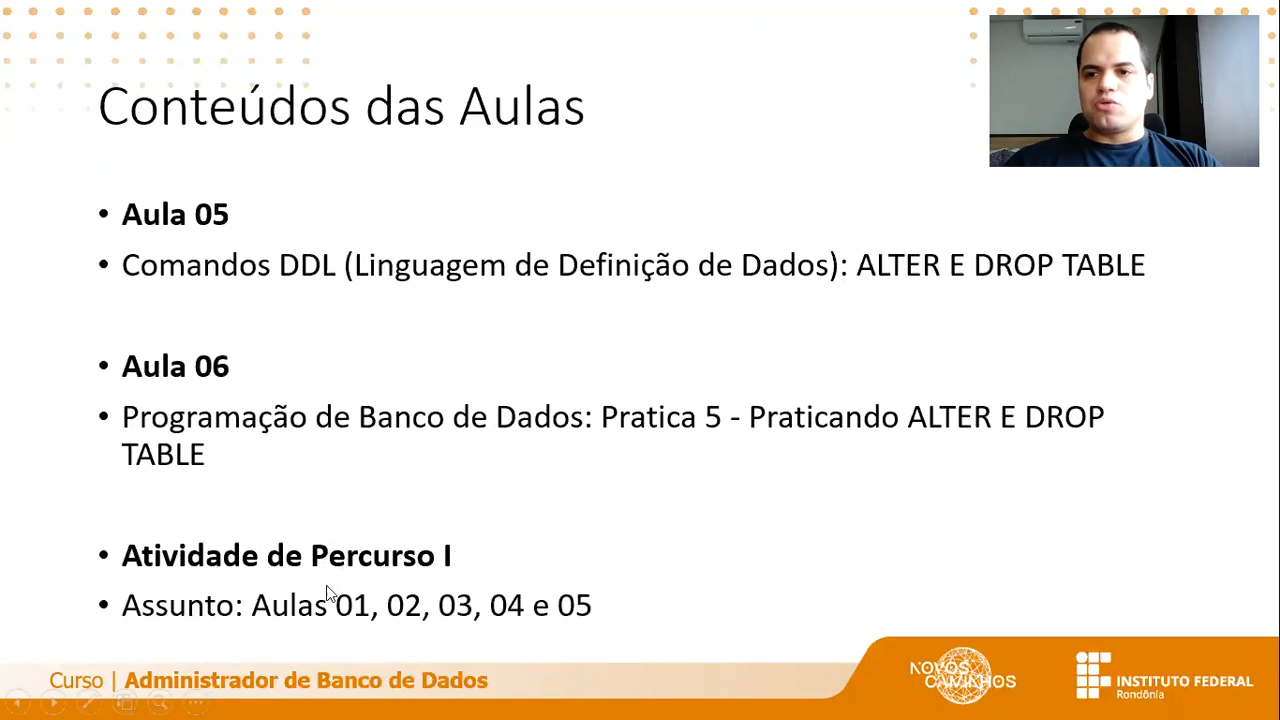 Conteúdos das Aulas
• Aula 05
• Comandos DDL (Linguagem de Definição de Dados): ALTER E DROP TABLE
• Aula 06
• Programação de Banco de Dados: Pratica 5 - Praticando ALTER E DROP
TABLE
• Atividade de Percurso I
• Assunto: Aulas 01, 02, 03, 04 e 05
Curso | Administrador de Banco de Dados
NOVOS
CAMINHOS
INSTITUTO FEDERAL
Rondônia